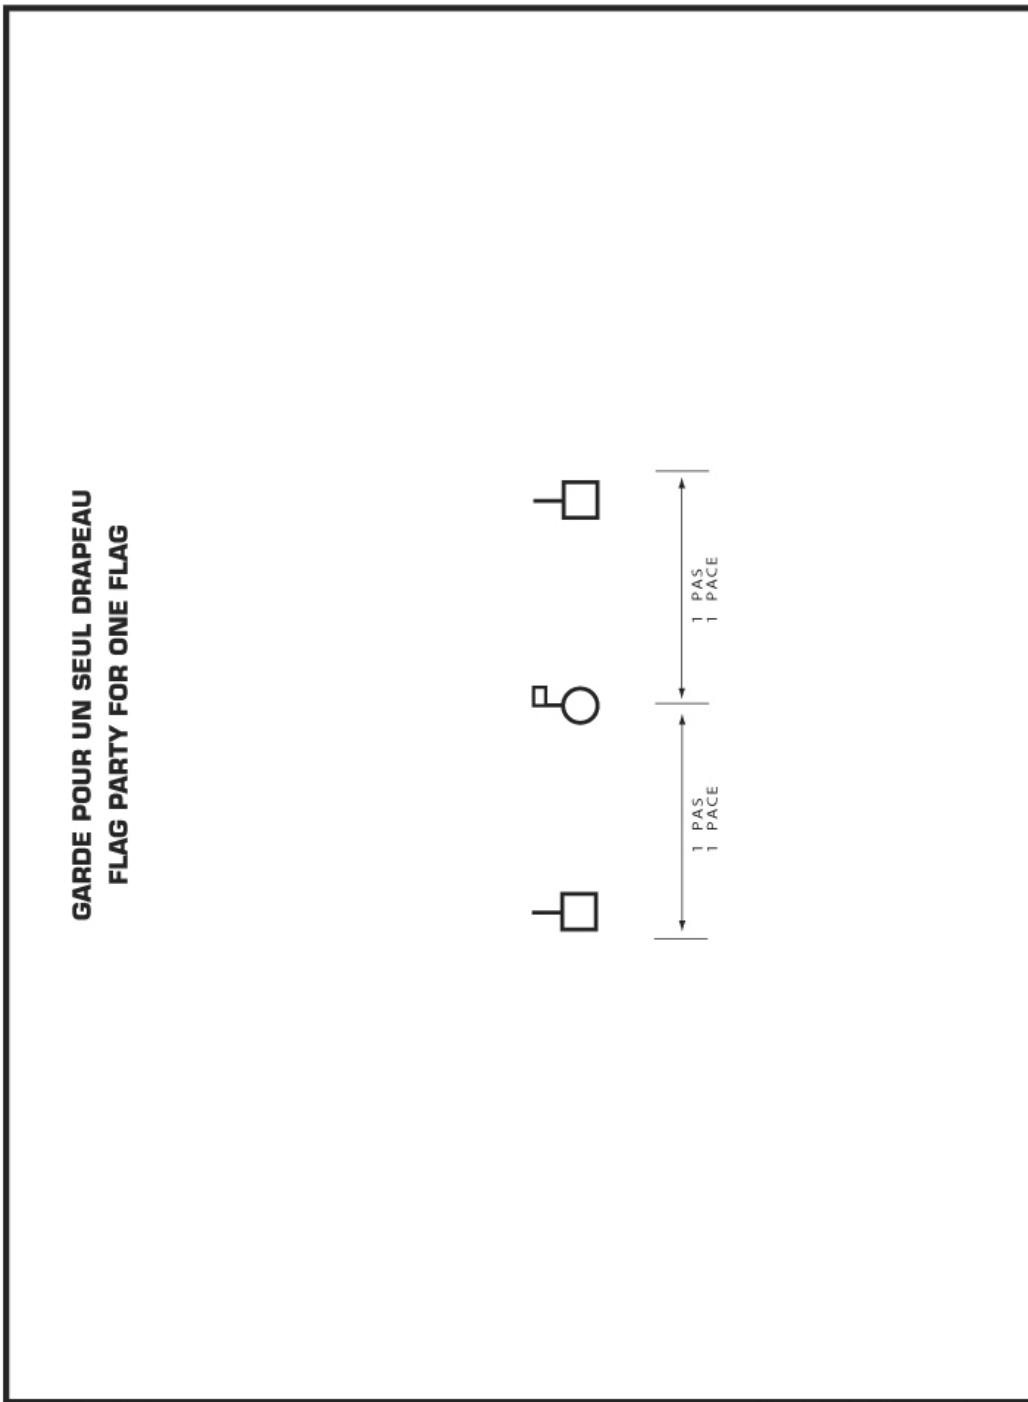 GARDE POUR UN SEUL DRAPEAU
FLAG PARTY FOR ONE FLAG
1 PAS
1 PACE
1 PAS
1 PACE